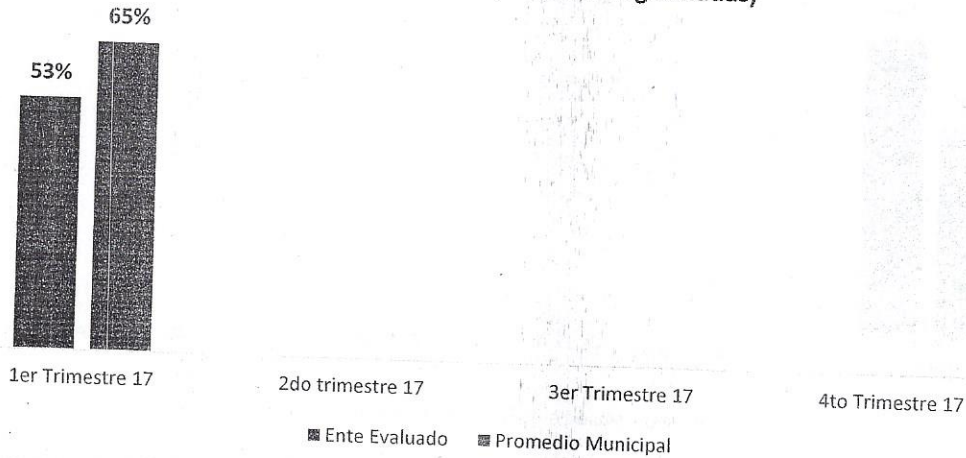 65%
53%
1er Trimestre 17
2do trimestre 17
3er Trimestre 17
4to Trimestre 17
Ente Evaluado
Promedio Municipal